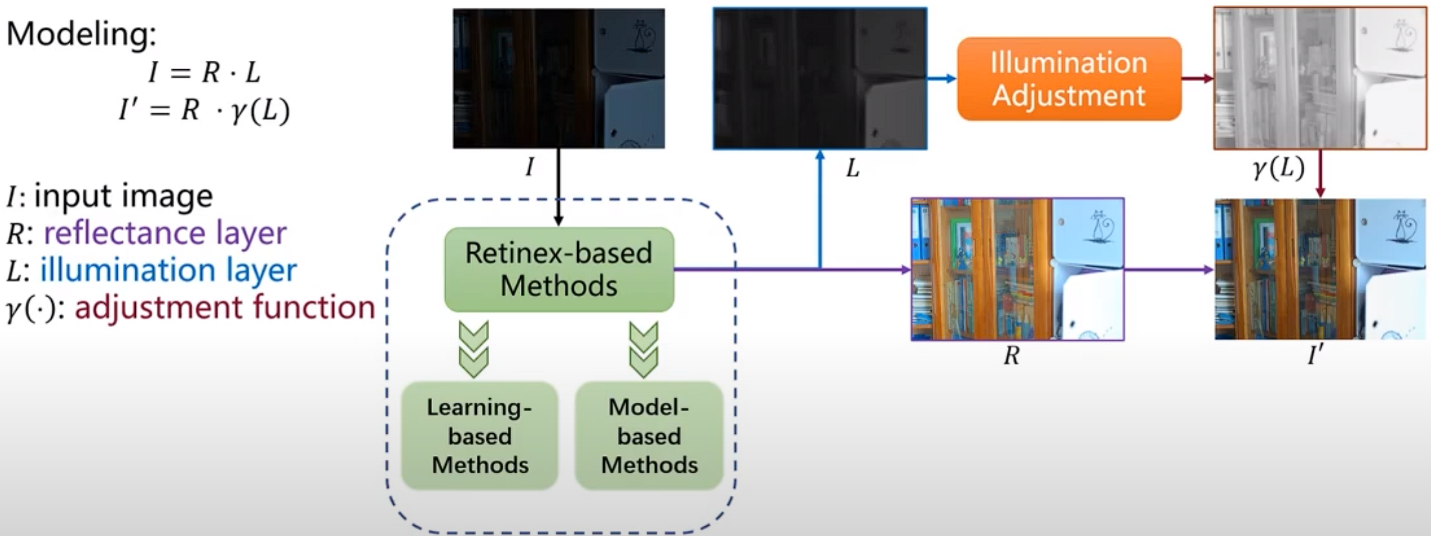 Modeling:
I = R · L
I′ = R · γ(L)
I: input image
R: reflectance layer
L: illumination layer
γ(·): adjustment function
I
Retinex-based
Methods
Learning-
based
Methods
Model-
based
Methods
L
Illumination
Adjustment
γ(L)
R
I′